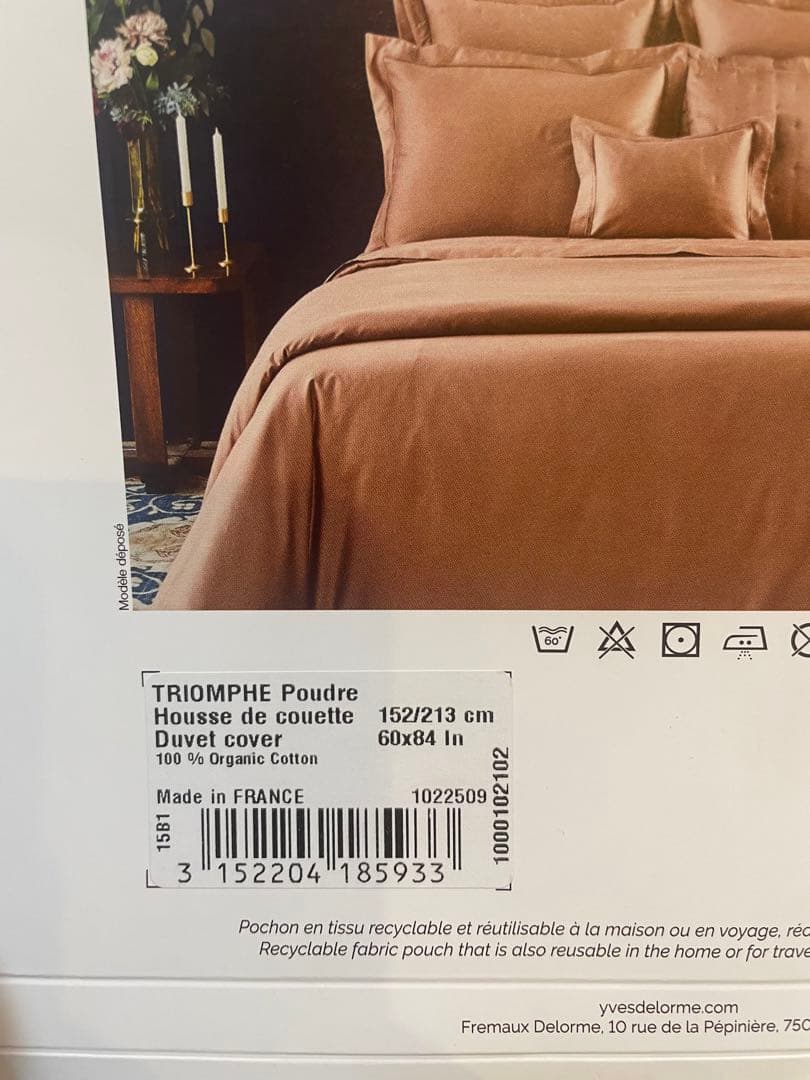 Modèle déposé
60°
TRIOMPHE Poudre
Housse de couette 152/213 cm
Duvet cover 60x84 In
100 % Organic Cotton
Made in FRANCE 1022509
15B1
1000102102
3 152204 185933
Pochon en tissu recyclable et réutilisable à la maison ou en voyage,
Recyclable fabric pouch that is also reusable in the home or for
yvesdelorme.com
Fremaux Delorme, 10 rue de la Pépinière,